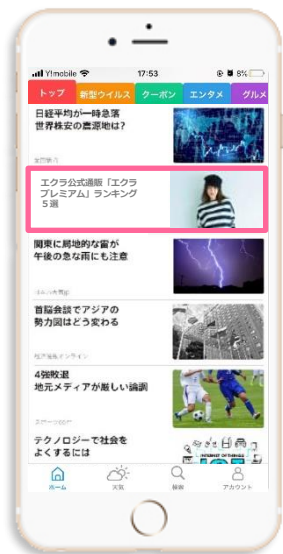 Y!mobile 17:53 8%
トップ 新型ウイルス クーポン エンタメ グルメ
日経平均が一時急落
世界株安の震源地は?
エクラ公式通販「エクラ
プレミアム」ランキング
5選
関東に局地的な雷が
午後の急な雨にも注意
首脳会談でアジアの
勢力図はどう変わる
4強敗退
地元メディアが厳しい論調
テクノロジーで社会を
よくするには
INTERNET OF THINGS
ホーム 天気 検索 アカウント